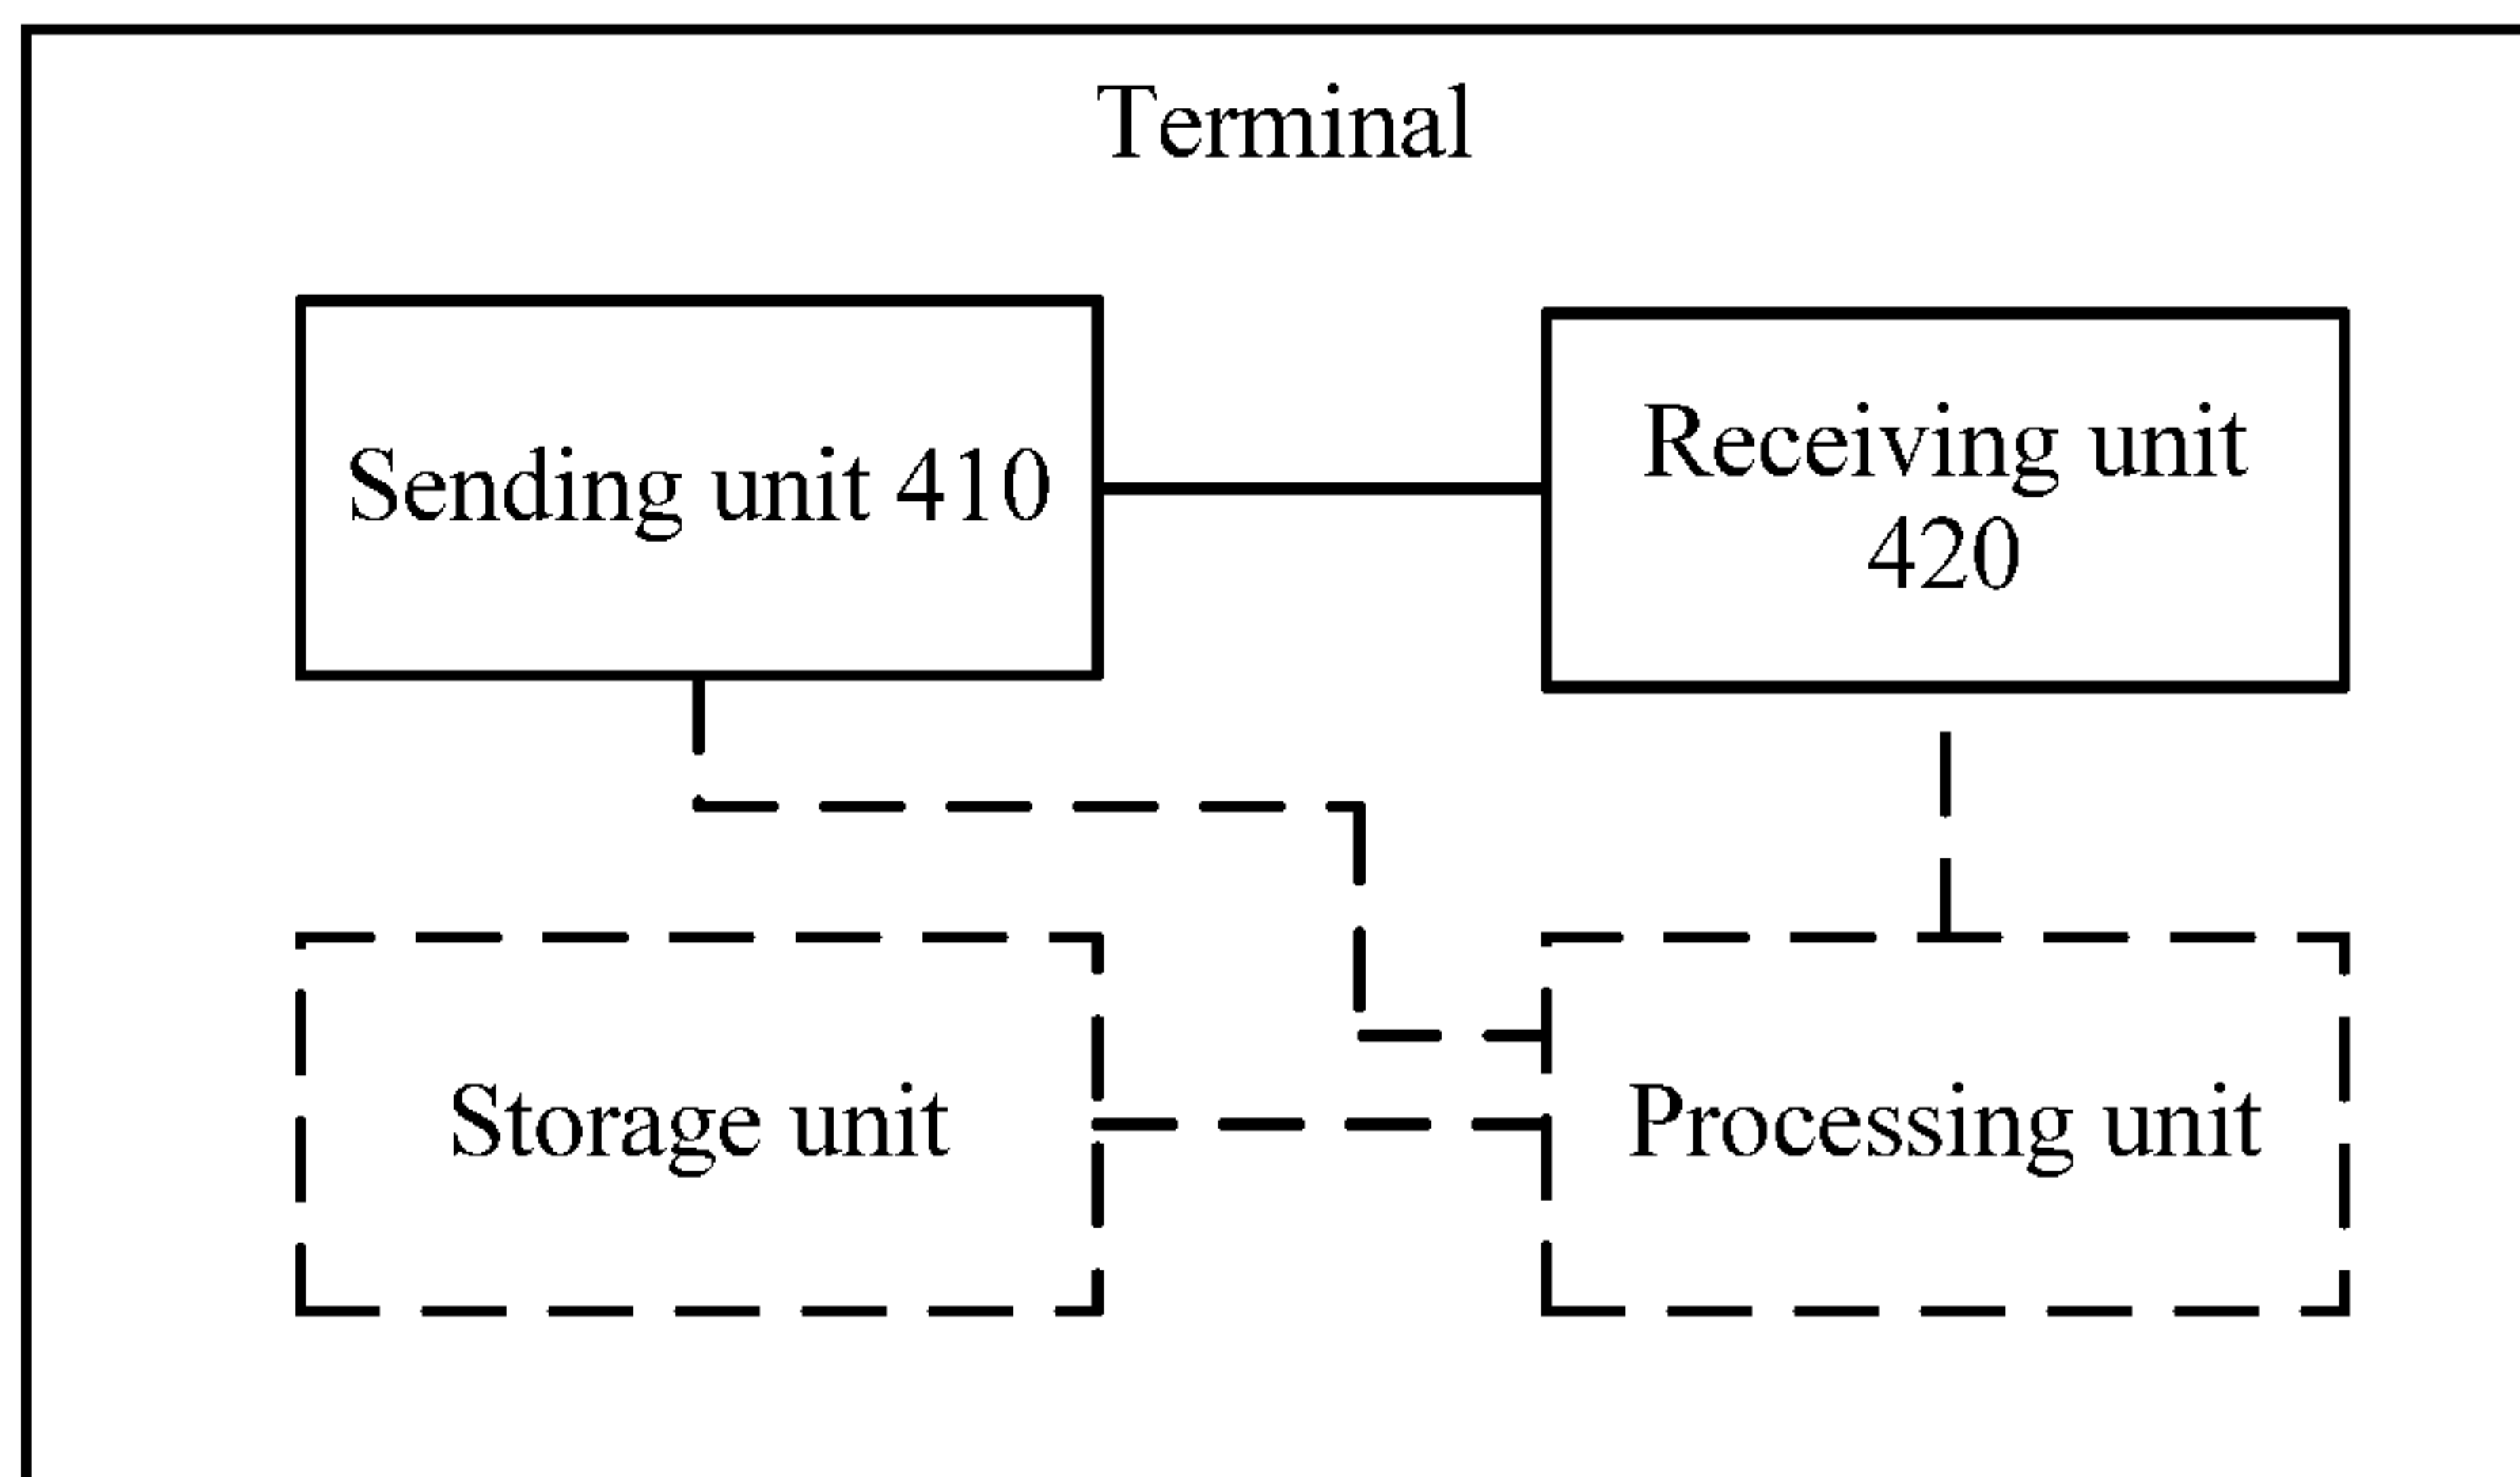 Terminal
Sending unit 410
Receiving unit
420
Storage unit
Processing unit